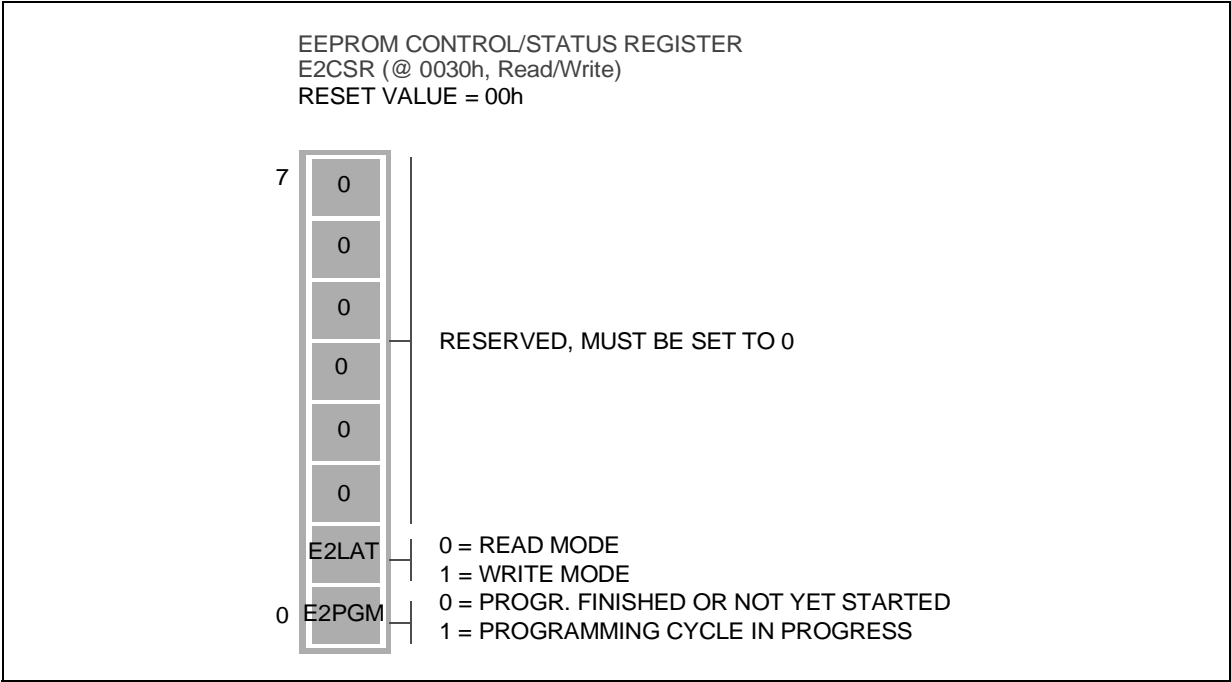 EEPROM CONTROL/STATUS REGISTER
E2CSR (@ 0030h, Read/Write)
RESET VALUE = 00h
7
0
0
0
0
0
0
RESERVED, MUST BE SET TO 0
E2LAT
0 = READ MODE
1 = WRITE MODE
0
E2PGM
0 = PROGR. FINISHED OR NOT YET STARTED
1 = PROGRAMMING CYCLE IN PROGRESS